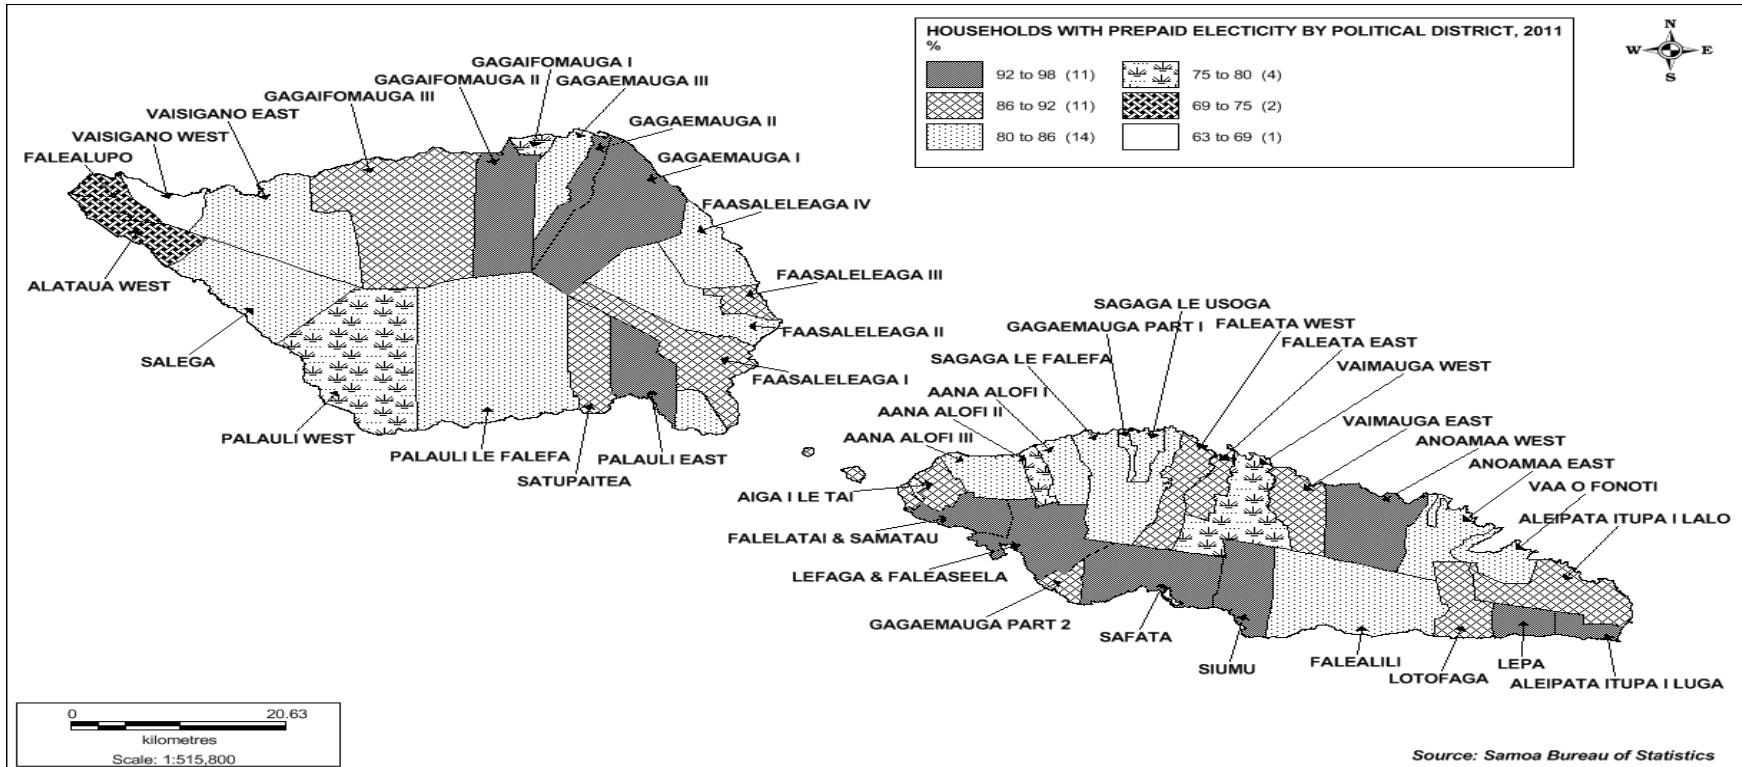 HOUSEHOLDS WITH PREPAID ELECTICITY BY POLITICAL DISTRICT, 2011
%
92 to 98 (11)
75 to 80 (4)
86 to 92 (11)
69 to 75 (2)
80 to 86 (14)
63 to 69 (1)
N
W
E
S
GAGAIFOMAUGA I
GAGAIFOMAUGA II
GAGAEMAUGA III
GAGAIFOMAUGA III
VAISIGANO EAST
GAGAEMAUGA II
VAISIGANO WEST
FALEALUPO
GAGAEMAUGA I
FAASALELEAGA IV
FAASALELEAGA III
ALATAUA WEST
FAASALELEAGA II
SALEGA
FAASALELEAGA I
PALAULI WEST
PALAULI LE FALEFA
PALAULI EAST
SATUPAITEA
SAGAGA LE USOGA
GAGAEMAUGA PART I
FALEATA WEST
FALEATA EAST
SAGAGA LE FALEFA
VAIMAUGA WEST
AANA ALOFI I
AANA ALOFI II
VAIMAUGA EAST
AANA ALOFI III
ANOAMAA WEST
ANOAMAA EAST
VAA O FONOTI
AIGA I LE TAI
ALEIPATA ITUPA I LALO
FALELATAI & SAMATAU
LEFAGA & FALEASEELA
GAGAEMAUGA PART 2
SAFATA
SIUMU
FALEALILI
LOTOFAGA
LEPA
ALEIPATA ITUPA I LUGA
0
20.63
kilometres
Scale: 1:515,800
Source: Samoa Bureau of Statistics